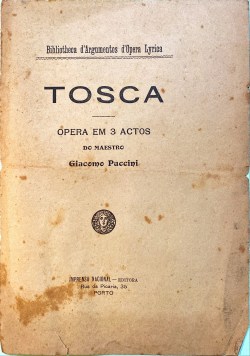 Bibliotheca d'Argumentos d'Opera Lyrica
TOSCA
ÓPERA EM 3 ACTOS
DO MAESTRO
Giacomo Puccini
IMPRENSA NACIONAL — EDITORA
Rua da Picaria, 35
PORTO